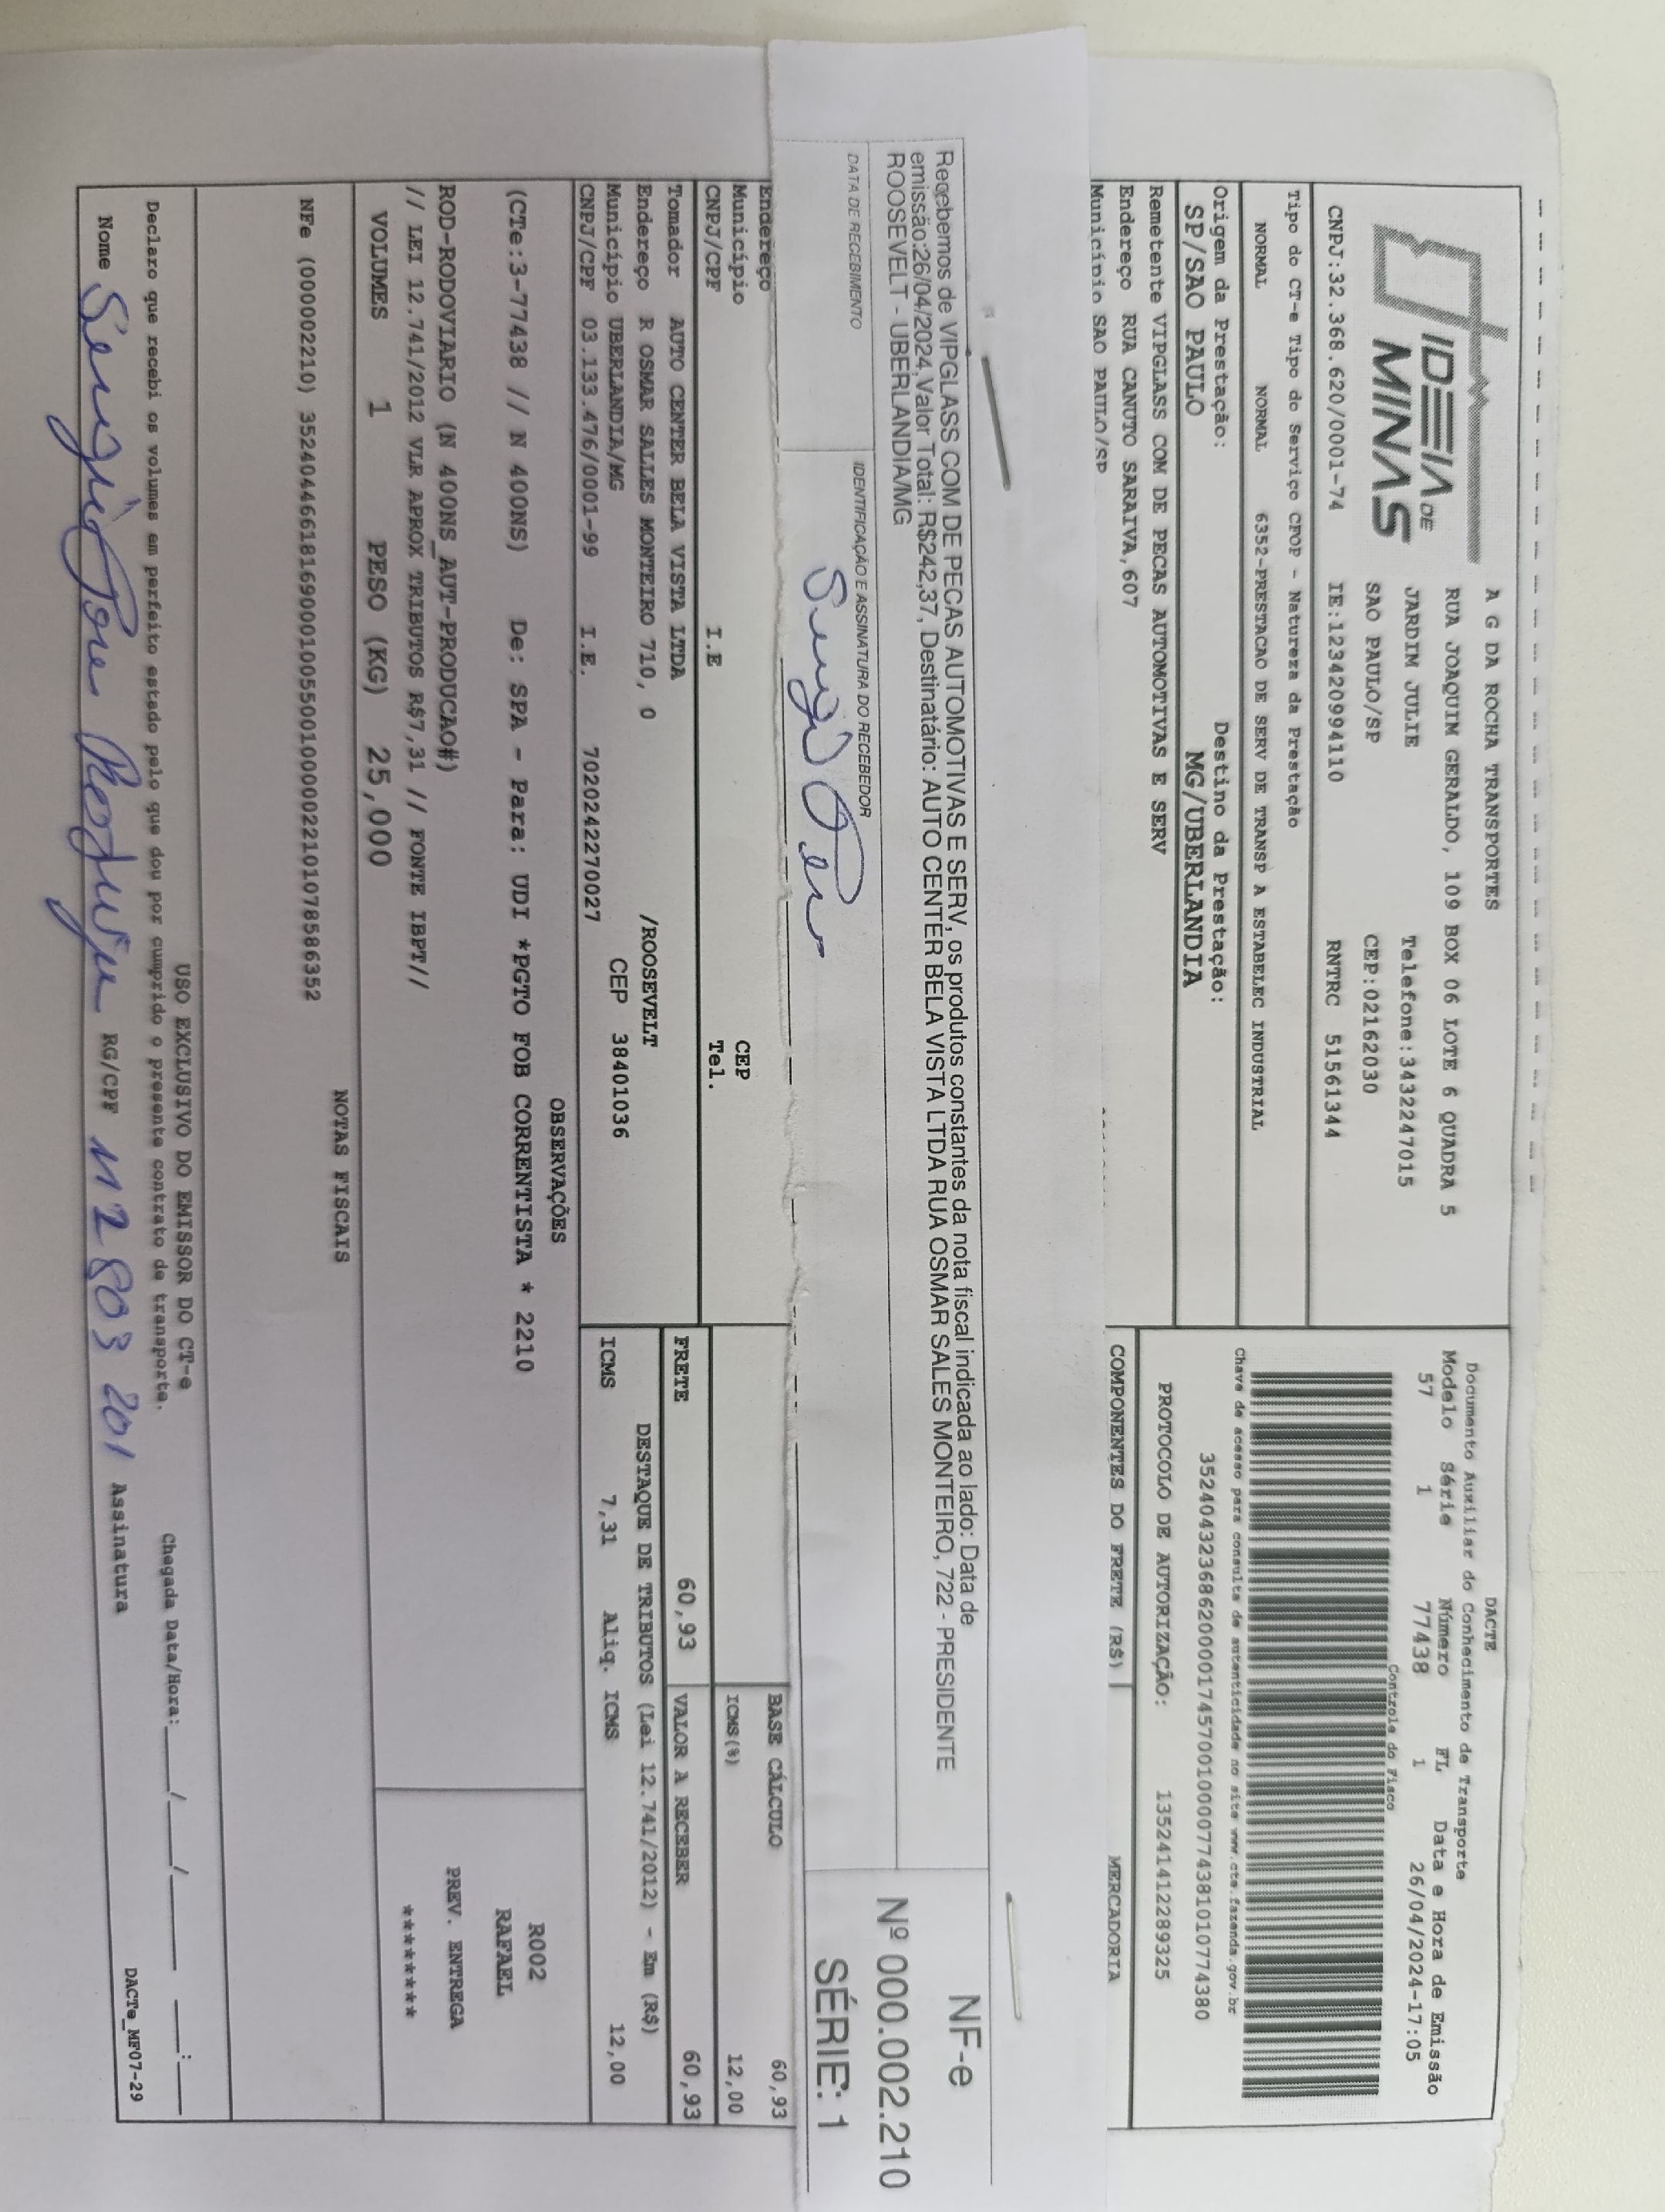 IDEIA DE
MINAS
A G DA ROCHA TRANSPORTES
RUA JOAQUIM GERALDO, 109 BOX 06 LOTE 6 QUADRA 5
JARDIM JULIE Telefone:3432247015
SAO PAULO/SP CEP:02162030
CNPJ:32.368.620/0001-74 IE:123420994110 RNTRC 51561344
DACTE
Documento Auxiliar do Conhecimento de Transporte
Modelo Série Número FL Data e Hora de Emissão
57 1 77438 1 26/04/2024-17:05
Controle do Fisco
Chave de acesso para consulta de autenticidade no site www.cte.fazenda.gov.br
35240432368620000174570010000774381010774380
PROTOCOLO DE AUTORIZAÇÃO: 135241412289325
Tipo do CT-e Tipo do Serviço CFOP - Natureza da Prestação
NORMAL NORMAL 6352-PRESTACAO DE SERV DE TRANSP A ESTABELEC INDUSTRIAL
Origem da Prestação: Destino da Prestação:
SP/SAO PAULO MG/UBERLANDIA
Remetente VIPGLASS COM DE PECAS AUTOMOTIVAS E SERV
Endereço RUA CANUTO SARAIVA,607
Município SAO PAULO/SP
COMPONENTES DO FRETE (R$) MERCADORIA
Recebemos de VIPGLASS COM DE PECAS AUTOMOTIVAS E SERV, os produtos constantes da nota fiscal indicada ao lado: Data de
emissão:26/04/2024,Valor Total: R$242,37, Destinatário: AUTO CENTER BELA VISTA LTDA RUA OSMAR SALES MONTEIRO, 722 - PRESIDENTE
ROOSEVELT - UBERLANDIA/MG
DATA DE RECEBIMENTO IDENTIFICAÇÃO E ASSINATURA DO RECEBEDOR
NF-e
Nº 000.002.210
SÉRIE: 1
Endereço
Município CEP
CNPJ/CPF I.E Tel.
BASE CÁLCULO 60,93
ICMS(%) 12,00
Tomador AUTO CENTER BELA VISTA LTDA
Endereço R OSMAR SALLES MONTEIRO 710, 0 /ROOSEVELT
Município UBERLANDIA/MG CEP 38401036
CNPJ/CPF 03.133.476/0001-99 I.E. 7020242270027
FRETE 60,93 VALOR A RECEBER 60,93
DESTAQUE DE TRIBUTOS (Lei 12.741/2012) - Em (R$)
ICMS 7,31 Aliq. ICMS 12,00
OBSERVAÇÕES
(CTe:3-77438 // N 400NS) De: SPA - Para: UDI *PGTO FOB CORRENTISTA * 2210
ROD-RODOVIARIO (N 400NS_AUT-PRODUCAO#)
// LEI 12.741/2012 VLR APROX TRIBUTOS R$7,31 // FONTE IBPT//
R002
RAFAEL
PREV. ENTREGA
********
VOLUMES 1 PESO (KG) 25,000
NOTAS FISCAIS
NFe (000002210) 35240446618169000100550010000022101078586352
USO EXCLUSIVO DO EMISSOR DO CT-e
Declaro que recebi os volumes em perfeito estado pelo que dou por cumprido o presente contrato de transporte. Chegada Data/Hora:___/___/_____ ___:___
Nome RG/CPF 112 803 201 Assinatura
DACTe_MF07-29